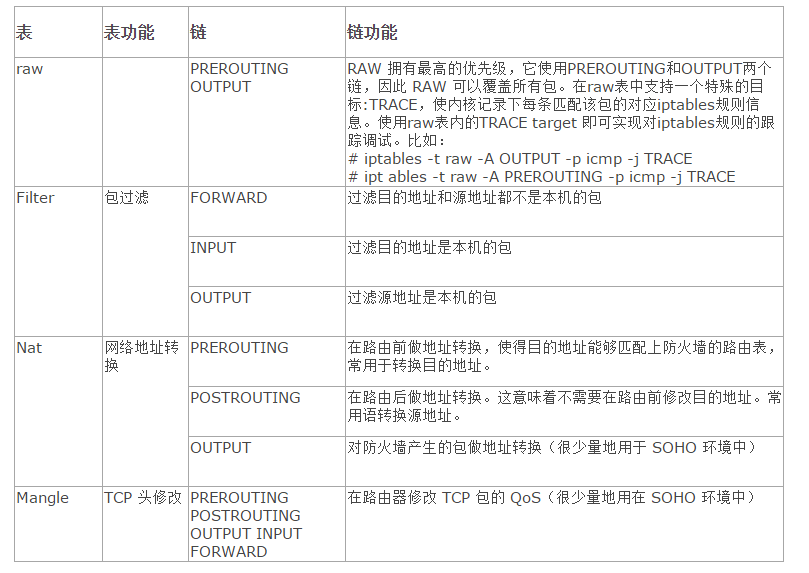 表 表功能 链 链功能
raw PREROUTING RAW 拥有最高的优先级，它使用PREROUTING和OUTPUT两个
OUTPUT 链，因此 RAW 可以覆盖所有包。在raw表中支持一个特殊的目
标:TRACE，使内核记录下每条匹配该包的对应iptables规则信
息。使用raw表内的TRACE target 即可实现对iptables规则的跟
踪调试。比如：
# iptables -t raw -A OUTPUT -p icmp -j TRACE
# ipt ables -t raw -A PREROUTING -p icmp -j TRACE
Filter 包过滤 FORWARD 过滤目的地址和源地址都不是本机的包
INPUT 过滤目的地址是本机的包
OUTPUT 过滤源地址是本机的包
Nat 网络地址转 PREROUTING 在路由前做地址转换，使得目的地址能够匹配上防火墙的路由表，
换 常用于转换目的地址。
POSTROUTING 在路由后做地址转换。这意味着不需要在路由前修改目的地址。常
用语转换源地址。
OUTPUT 对防火墙产生的包做地址转换（很少量地用于 SOHO 环境中）
Mangle TCP 头修改 PREROUTING 在路由器修改 TCP 包的 QoS（很少量地用在 SOHO 环境中）
POSTROUTING
OUTPUT INPUT
FORWARD